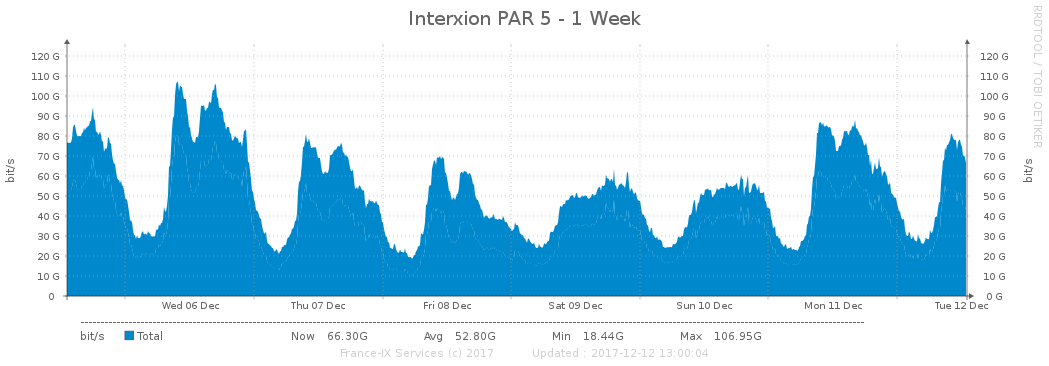 Interxion PAR 5 - 1 Week
RRDTOOL / TOBI OETIKER
bit/s
bit/s
120 G 120 G
110 G 110 G
100 G 100 G
90 G 90 G
80 G 80 G
70 G 70 G
60 G 60 G
50 G 50 G
40 G 40 G
30 G 30 G
20 G 20 G
10 G 10 G
0 0 G
Wed 06 Dec Thu 07 Dec Fri 08 Dec Sat 09 Dec Sun 10 Dec Mon 11 Dec Tue 12 Dec
bit/s Total Now 66.30G Avg 52.80G Min 18.44G Max 106.95G
France-IX Services (c) 2017 Updated : 2017-12-12 13:00:04